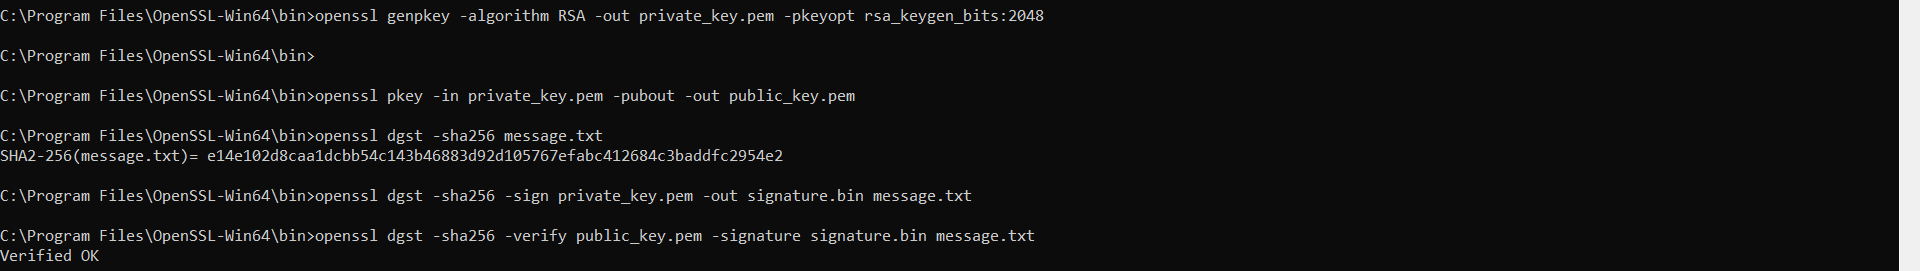 C:\Program Files\OpenSSL-Win64\bin>openssl genpkey -algorithm RSA -out private_key.pem -pkeyopt rsa_keygen_bits:2048
C:\Program Files\OpenSSL-Win64\bin>
C:\Program Files\OpenSSL-Win64\bin>openssl pkey -in private_key.pem -pubout -out public_key.pem
C:\Program Files\OpenSSL-Win64\bin>openssl dgst -sha256 message.txt
SHA2-256(message.txt)= e14e102d8caa1dcbb54c143b46883d92d105767efabc412684c3baddfc2954e2
C:\Program Files\OpenSSL-Win64\bin>openssl dgst -sha256 -sign private_key.pem -out signature.bin message.txt
C:\Program Files\OpenSSL-Win64\bin>openssl dgst -sha256 -verify public_key.pem -signature signature.bin message.txt
Verified OK